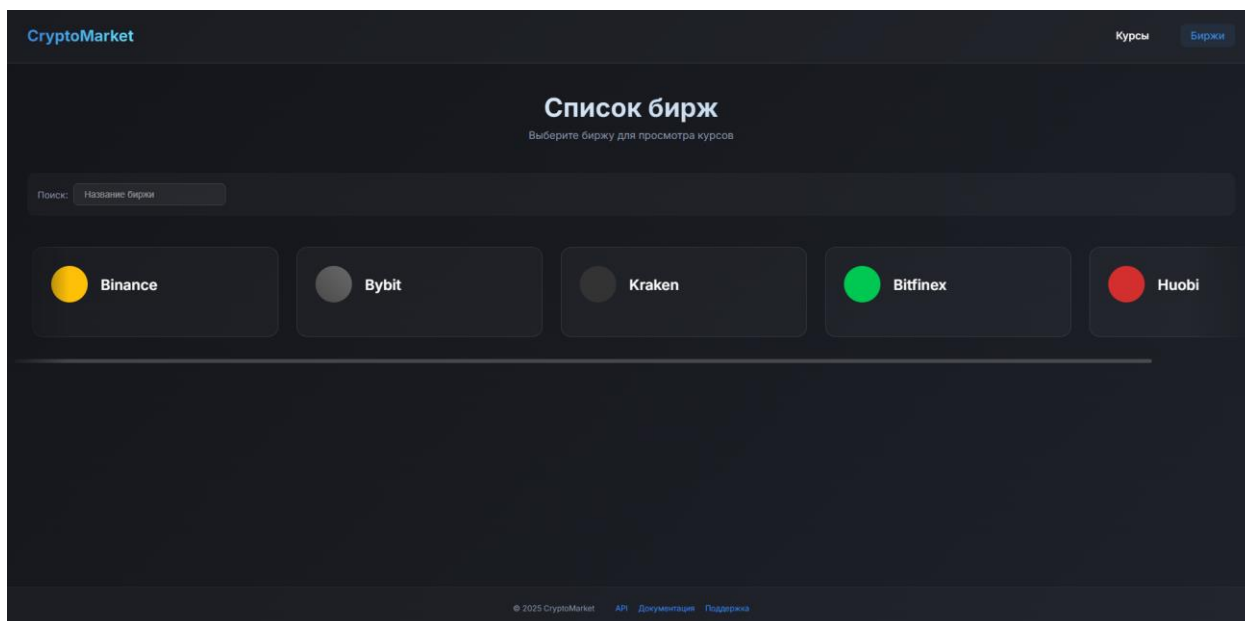 CryptoMarket Курсы Биржи
Список бирж
Выберите биржу для просмотра курсов
Поиск: Название биржи
Binance Bybit Kraken Bitfinex Huobi
© 2025 CryptoMarket API Документация Поддержка